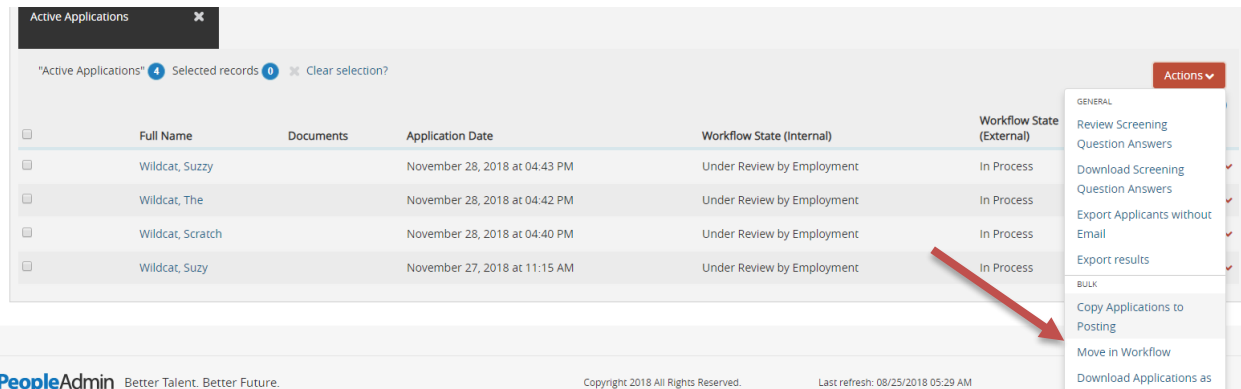 Active Applications ✖
"Active Applications" 4 Selected records 0 ✖ Clear selection?
Actions
Full Name Documents Application Date Workflow State (Internal) Workflow State
(External)
Wildcat, Suzzy November 28, 2018 at 04:43 PM Under Review by Employment In Process
Wildcat, The November 28, 2018 at 04:42 PM Under Review by Employment In Process
Wildcat, Scratch November 28, 2018 at 04:40 PM Under Review by Employment In Process
Wildcat, Suzy November 27, 2018 at 11:15 AM Under Review by Employment In Process
GENERAL
Review Screening
Question Answers
Download Screening
Question Answers
Export Applicants without
Email
Export results
BULK
Copy Applications to
Posting
Move in Workflow
Download Applications as
PeopleAdmin Better Talent. Better Future. Copyright 2018 All Rights Reserved. Last refresh: 08/25/2018 05:29 AM